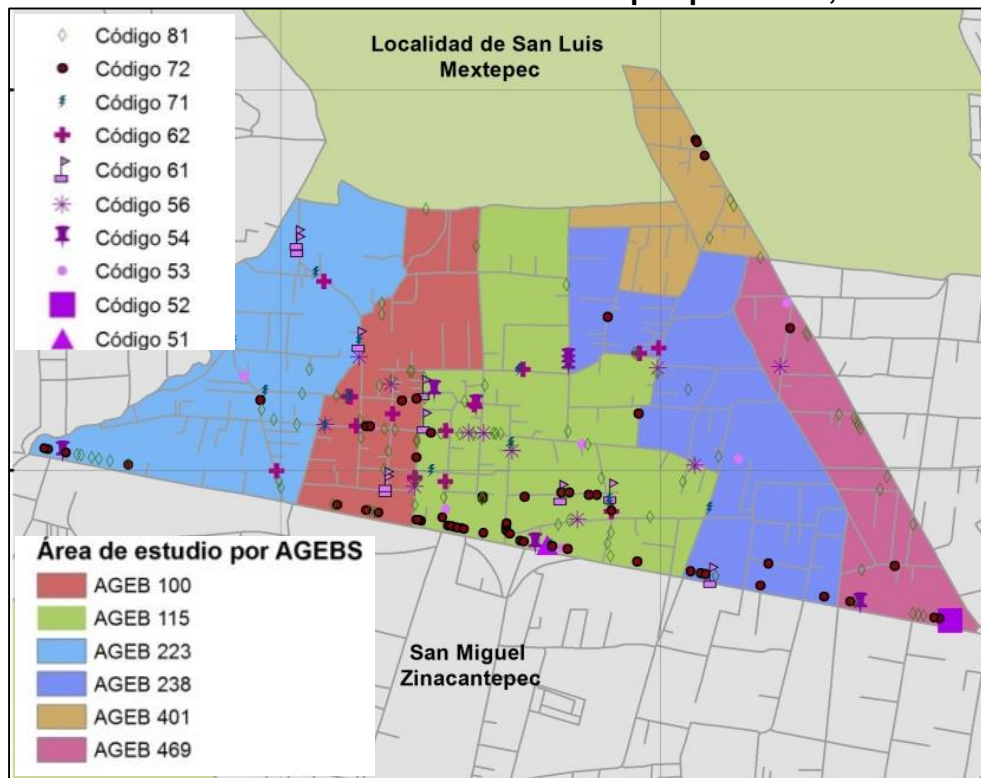 Código 81
Código 72
Código 71
Código 62
Código 61
Código 56
Código 54
Código 53
Código 52
Código 51
Localidad de San Luis
Mextepec
Área de estudio por AGEBS
AGEB 100
AGEB 115
AGEB 223
AGEB 238
AGEB 401
AGEB 469
San Miguel
Zinacantepec